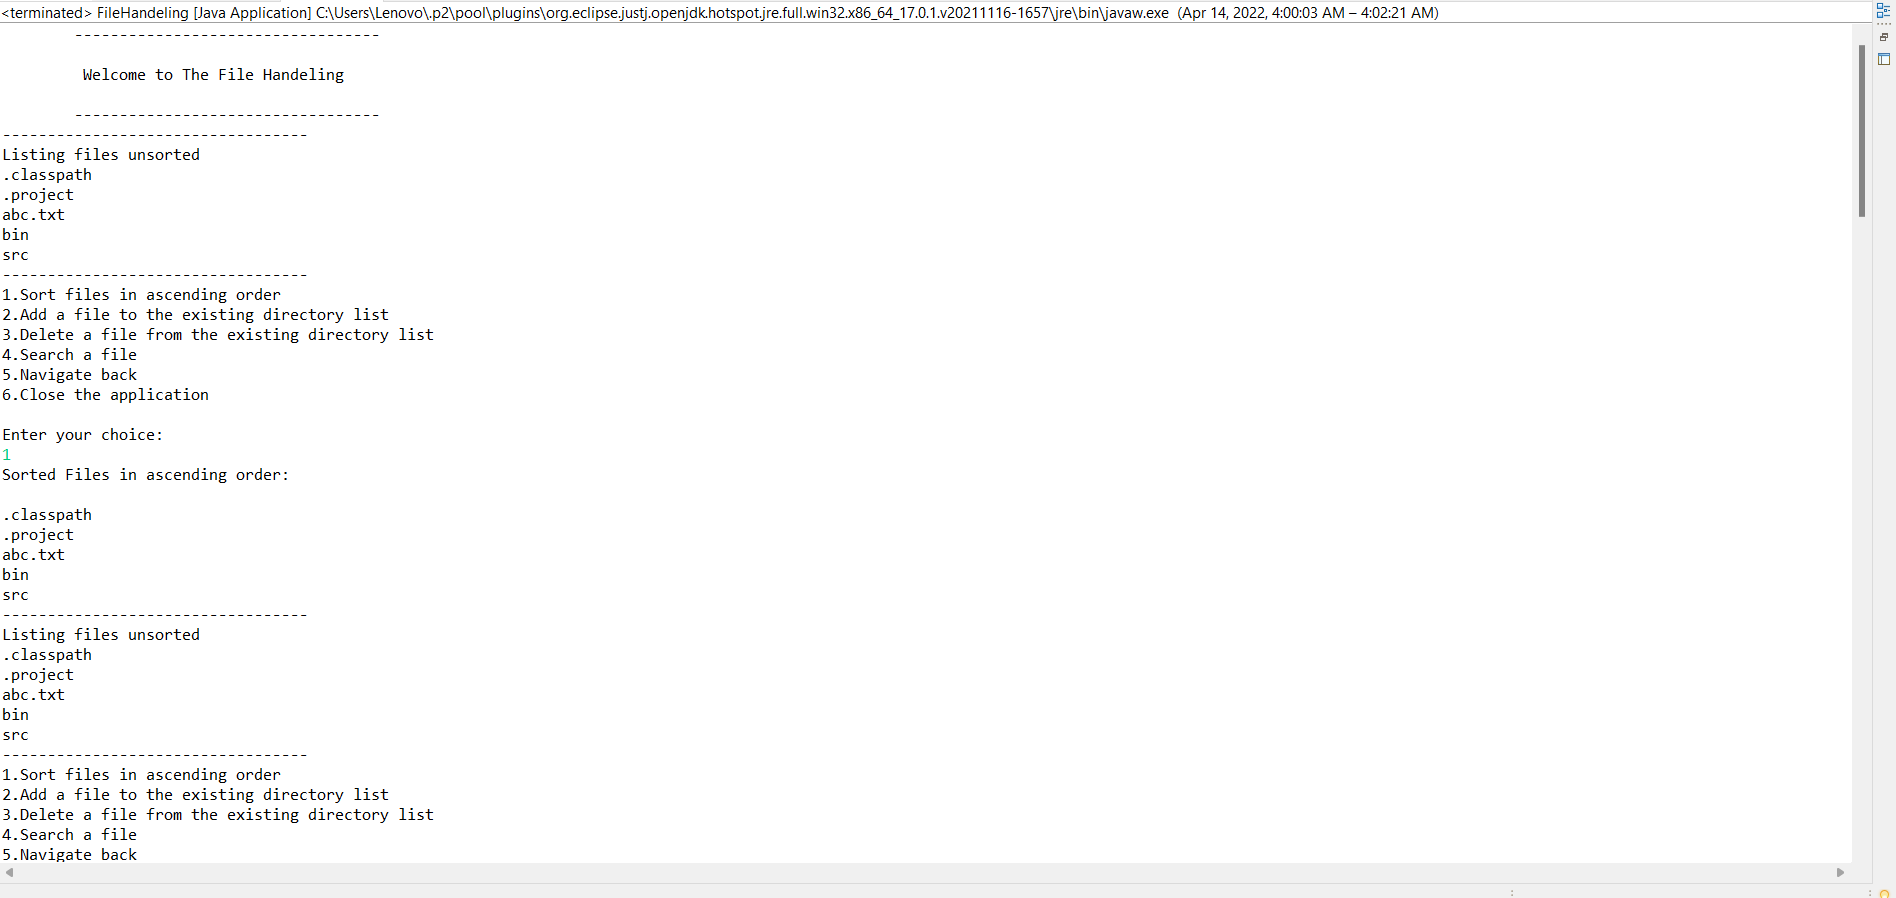 <terminated> FileHandeling [Java Application] C:\Users\Lenovo\.p2\pool\plugins\org.eclipse.justj.openjdk.hotspot.jre.full.win32.x86_64_17.0.1.v20211116-1657\jre\bin\javaw.exe  (Apr 14, 2022, 4:00:03 AM – 4:02:21 AM)
----------------------------------
Welcome to The File Handeling
----------------------------------
----------------------------------
Listing files unsorted
.classpath
.project
abc.txt
bin
src
----------------------------------
1.Sort files in ascending order
2.Add a file to the existing directory list
3.Delete a file from the existing directory list
4.Search a file
5.Navigate back
6.Close the application
Enter your choice:
1
Sorted Files in ascending order:
.classpath
.project
abc.txt
bin
src
----------------------------------
Listing files unsorted
.classpath
.project
abc.txt
bin
src
----------------------------------
1.Sort files in ascending order
2.Add a file to the existing directory list
3.Delete a file from the existing directory list
4.Search a file
5.Navigate back